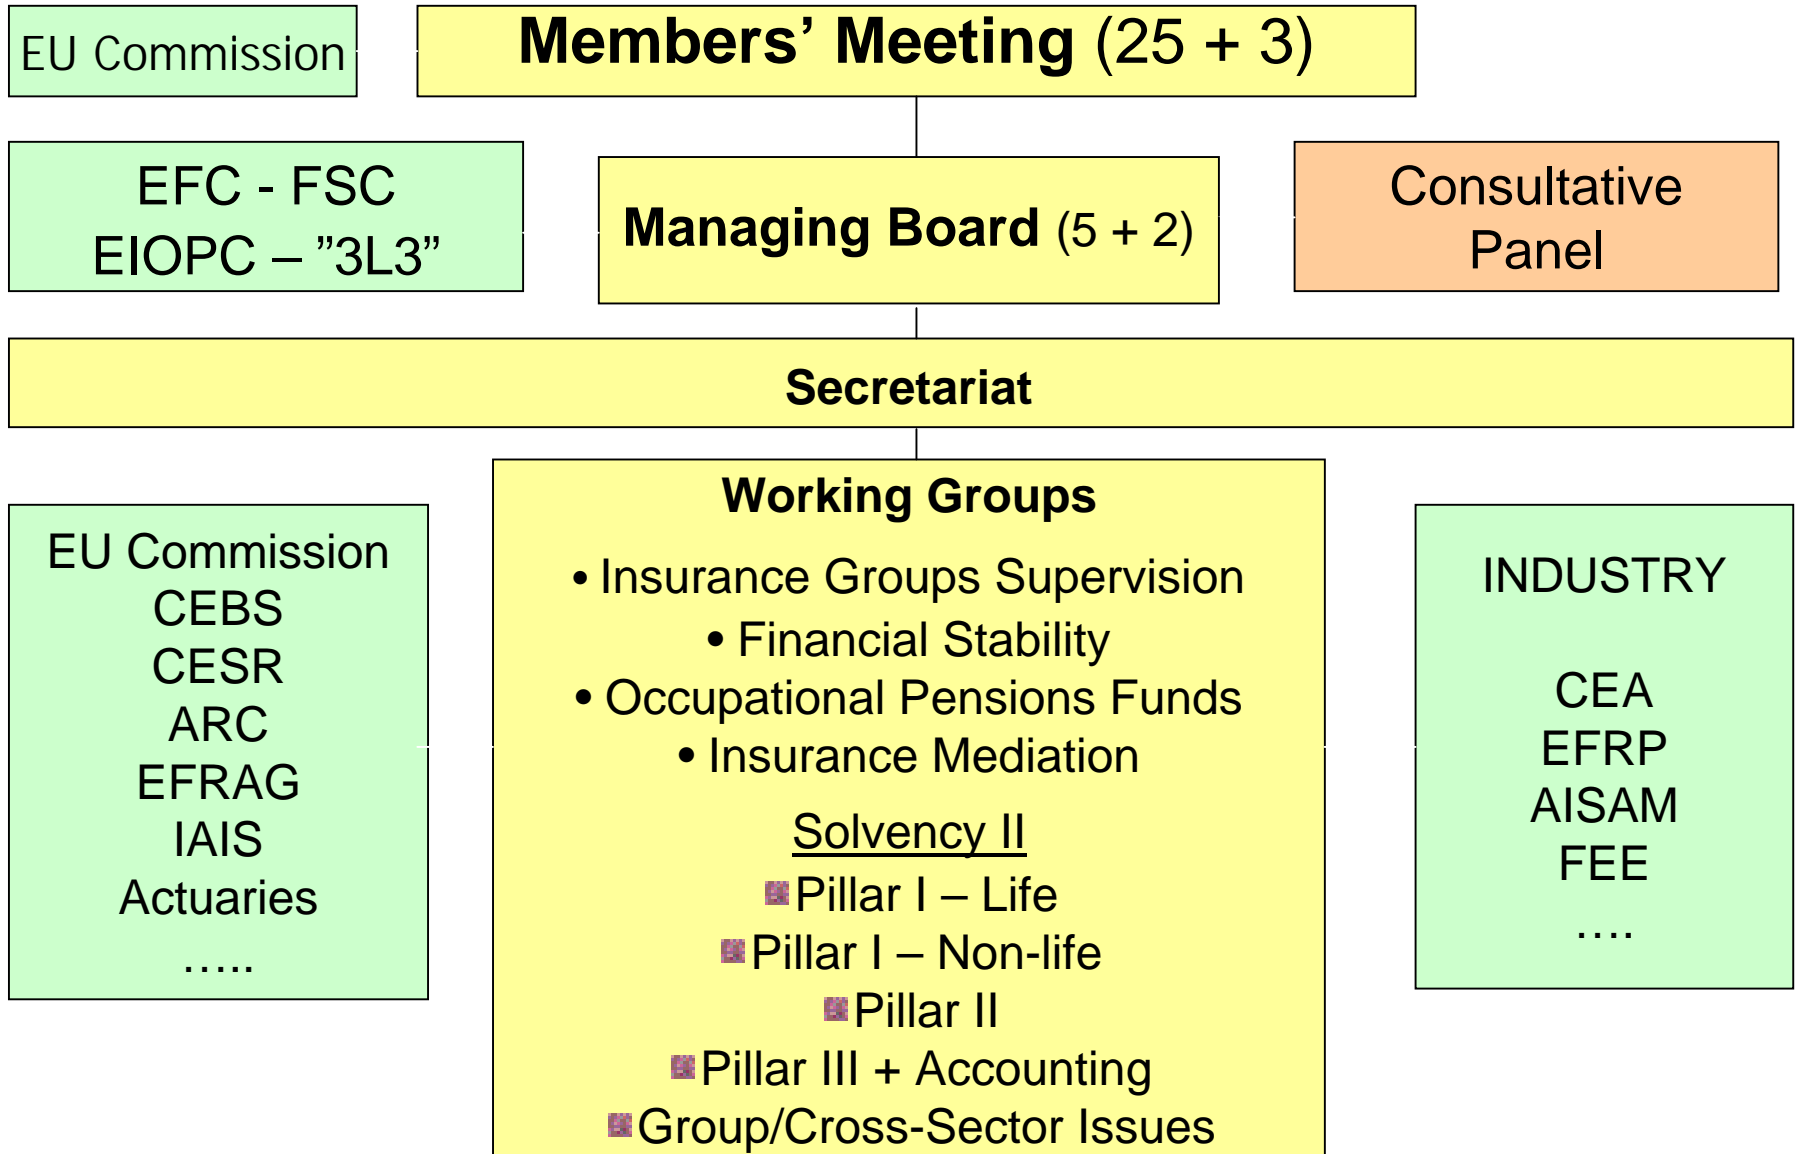 EU Commission
Members’ Meeting (25 + 3)
EFC - FSC
EIOPC – ”3L3”
Managing Board (5 + 2)
Consultative
Panel
Secretariat
EU Commission
CEBS
CESR
ARC
EFRAG
IAIS
Actuaries
…..
Working Groups
• Insurance Groups Supervision
• Financial Stability
• Occupational Pensions Funds
• Insurance Mediation
Solvency II
Pillar I – Life
Pillar I – Non-life
Pillar II
Pillar III + Accounting
Group/Cross-Sector Issues
INDUSTRY
CEA
EFRP
AISAM
FEE
….